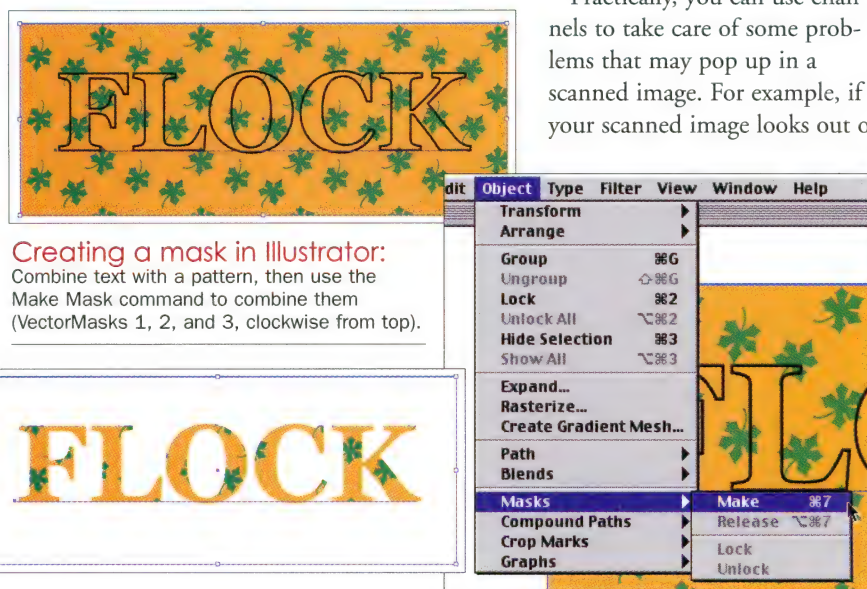 Practically, you can use chan-
nels to take care of some prob-
lems that may pop up in a
scanned image. For example, if
your scanned image looks out o
FLOCK
Creating a mask in Illustrator:
Combine text with a pattern, then use the
Make Mask command to combine them
(VectorMasks 1, 2, and 3, clockwise from top).
FLOCK
dit Object Type Filter View Window Help
Transform
Arrange
Group ⌘G
Ungroup ⇧⌘G
Lock ⌘2
Unlock All ⌥⌘2
Hide Selection ⌘3
Show All ⌥⌘3
Expand...
Rasterize...
Create Gradient Mesh...
Path
Blends
Masks
Compound Paths
Crop Marks
Graphs
Make ⌘7
Release ⌥⌘7
Lock
Unlock
FLO